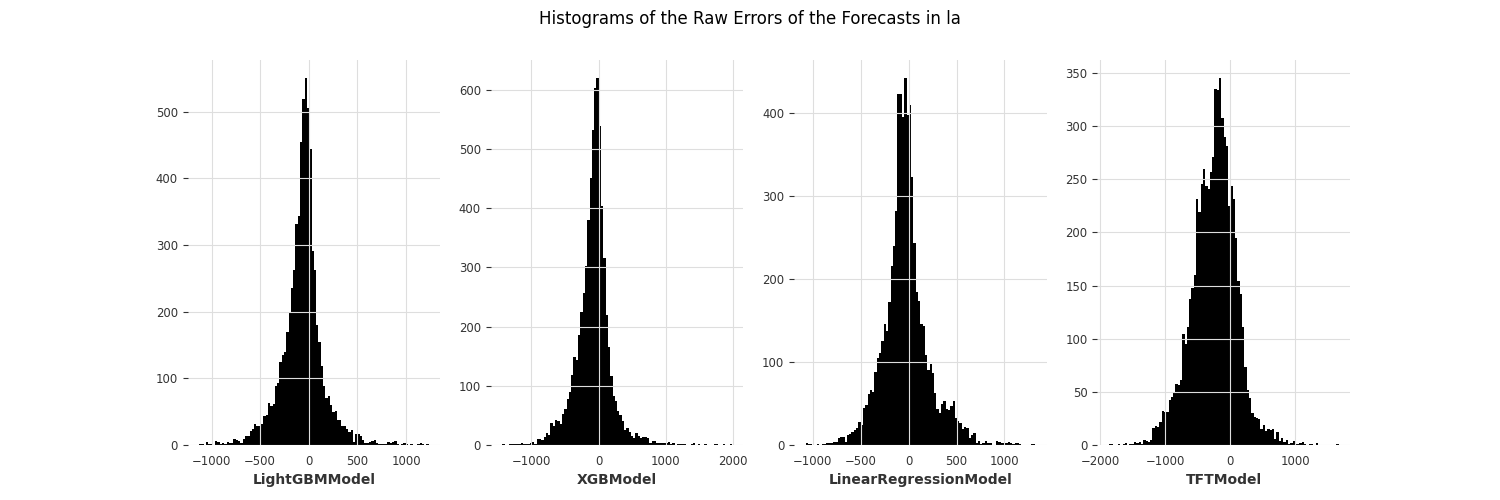 Histograms of the Raw Errors of the Forecasts in la
500
400
300
200
100
0
−1000 −500 0 500 1000
LightGBMModel
600
500
400
300
200
100
0
−1000 0 1000 2000
XGBModel
400
300
200
100
0
−1000 −500 0 500 1000
LinearRegressionModel
350
300
250
200
150
100
50
0
−2000 −1000 0 1000
TFTModel